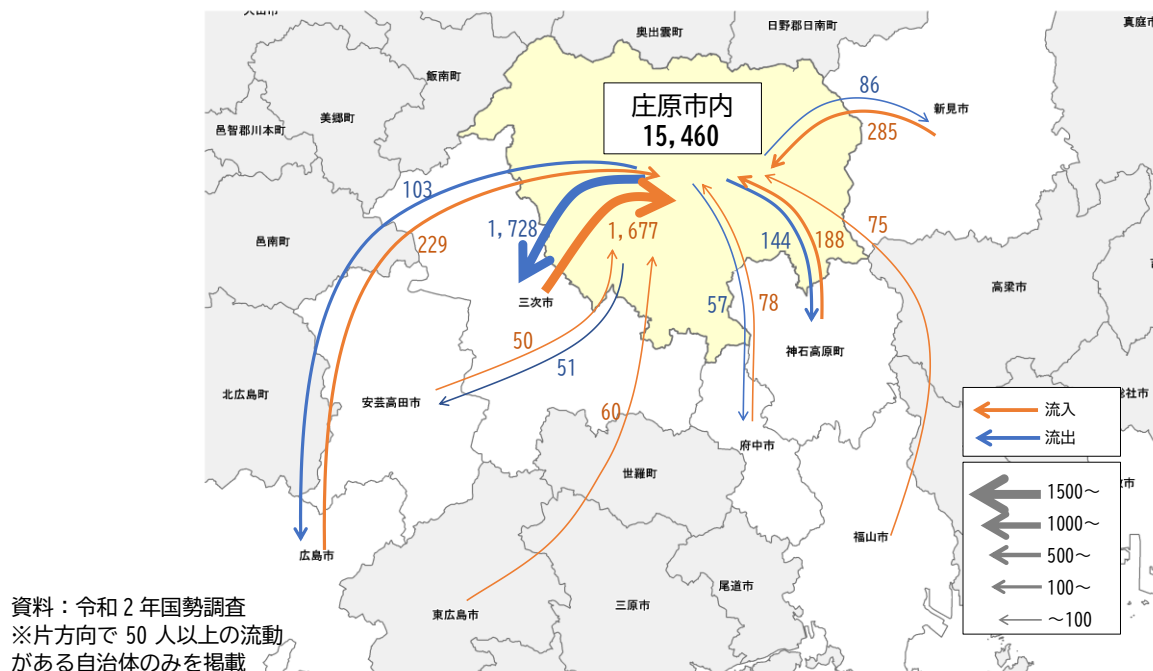 奥出雲町
日野郡日南町
真庭市
飯南町
庄原市内
15,460
86
新見市
285
美郷町
邑智郡川本町
103
1,728
1,677
75
邑南町
229
144
188
高梁市
三次市
57
78
50
神石高原町
51
北広島町
安芸高田市
60
総社市
流入
流出
府中市
世羅町
1500～
1000～
500～
100～
～100
広島市
福山市
尾道市
東広島市
三原市
資料：令和２年国勢調査
※片方向で 50 人以上の流動
がある自治体のみを掲載